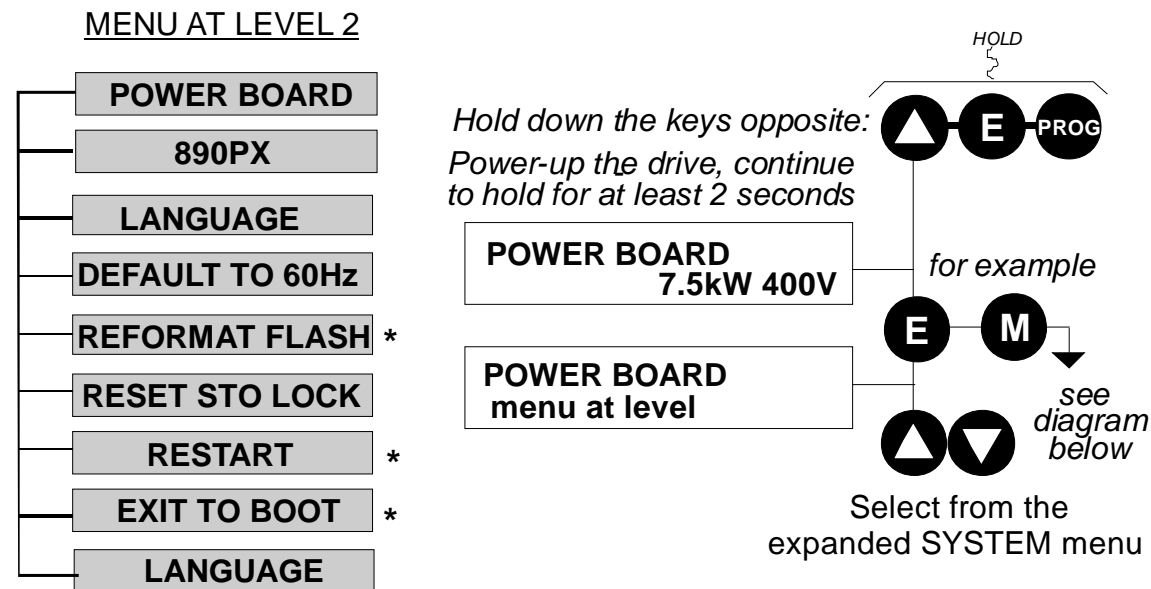 MENU AT LEVEL 2
POWER BOARD
890PX
LANGUAGE
DEFAULT TO 60Hz
REFORMAT FLASH *
RESET STO LOCK
RESTART *
EXIT TO BOOT *
LANGUAGE
HOLD
Hold down the keys opposite:
E
PROG
Power-up the drive, continue
to hold for at least 2 seconds
POWER BOARD
7.5kW 400V
for example
E
M
POWER BOARD
menu at level
see
diagram
below
Select from the
expanded SYSTEM menu